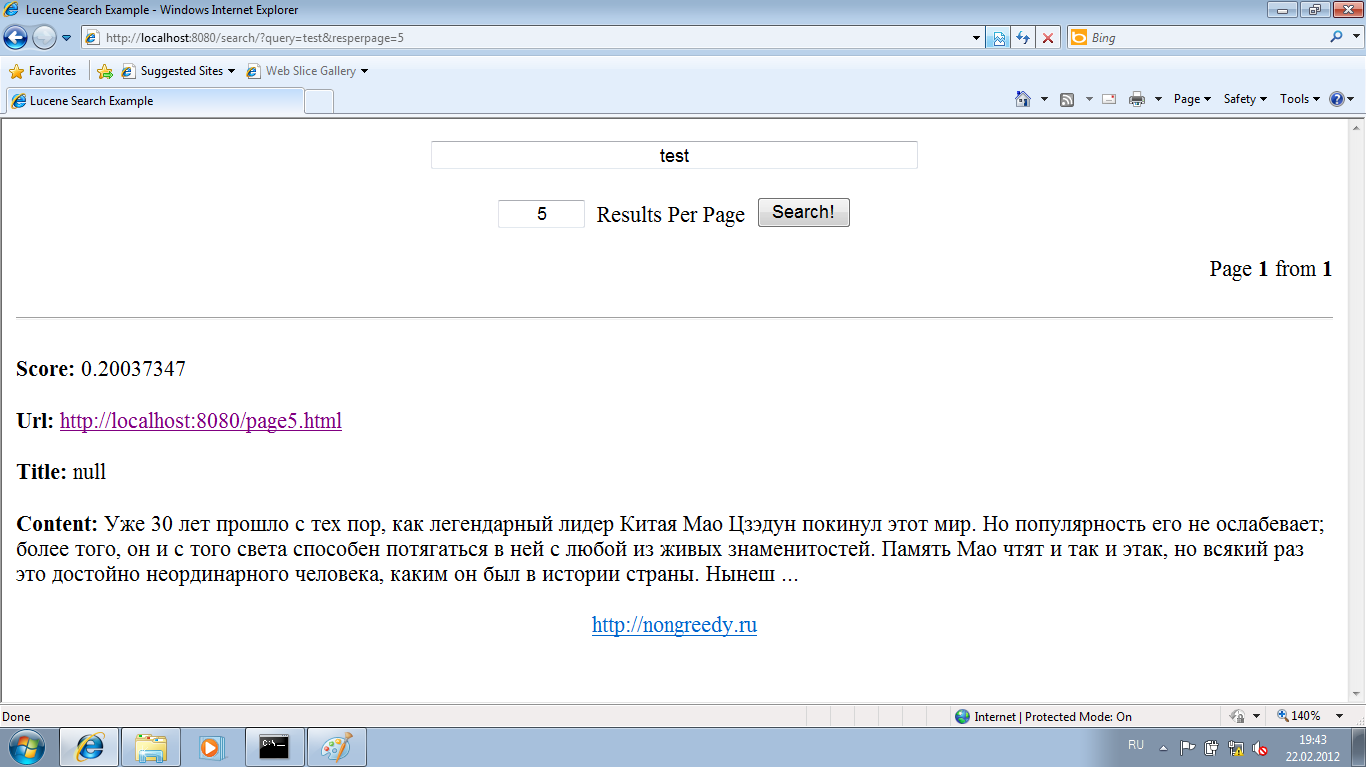 Lucene Search Example - Windows Internet Explorer
http://localhost:8080/search/?query=test&resperpage=5
Bing
Favorites Suggested Sites Web Slice Gallery
Lucene Search Example
Page Safety Tools
test
5 Results Per Page Search!
Page 1 from 1
Score: 0.20037347
Url: http://localhost:8080/page5.html
Title: null
Content: Уже 30 лет прошло с тех пор, как легендарный лидер Китая Мао Цзэдун покинул этот мир. Но популярность его не ослабевает;
более того, он и с того света способен потягаться в ней с любой из живых знаменитостей. Память Мао чтят и так и этак, но всякий раз
это достойно неординарного человека, каким он был в истории страны. Нынеш ...
http://nongreedy.ru
Done Internet | Protected Mode: On 140%
C:\_
RU 19:43
22.02.2012